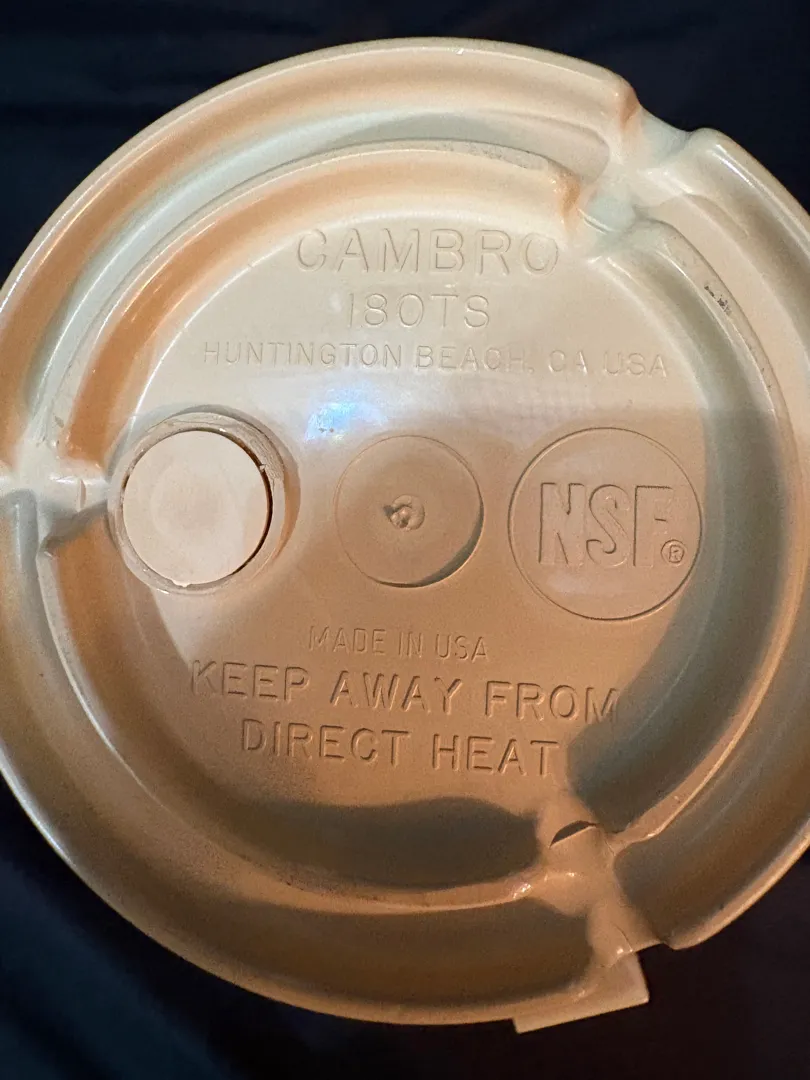 CAMBRO
180TS
HUNTINGTON BEACH, CA USA
NSF®
MADE IN USA
KEEP AWAY FROM
DIRECT HEAT